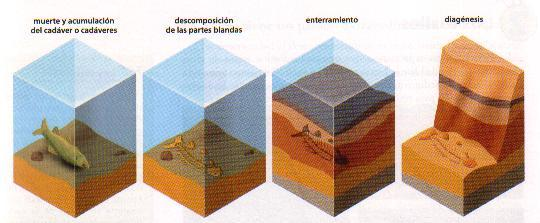 muerte y acumulación
del cadáver o cadáveres
descomposición
de las partes blandas
enterramiento
diagénesis